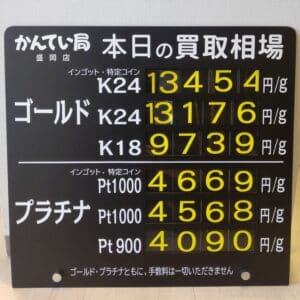 かんてい局 本日の買取相場
盛岡店
インゴット・特定コイン
K24 13454 円/g
ゴールド K24 13176 円/g
K18 9739 円/g
インゴット・特定コイン
Pt1000 4669 円/g
プラチナ Pt1000 4568 円/g
Pt900 4090 円/g
ゴールド・プラチナともに、手数料は一切いただきません